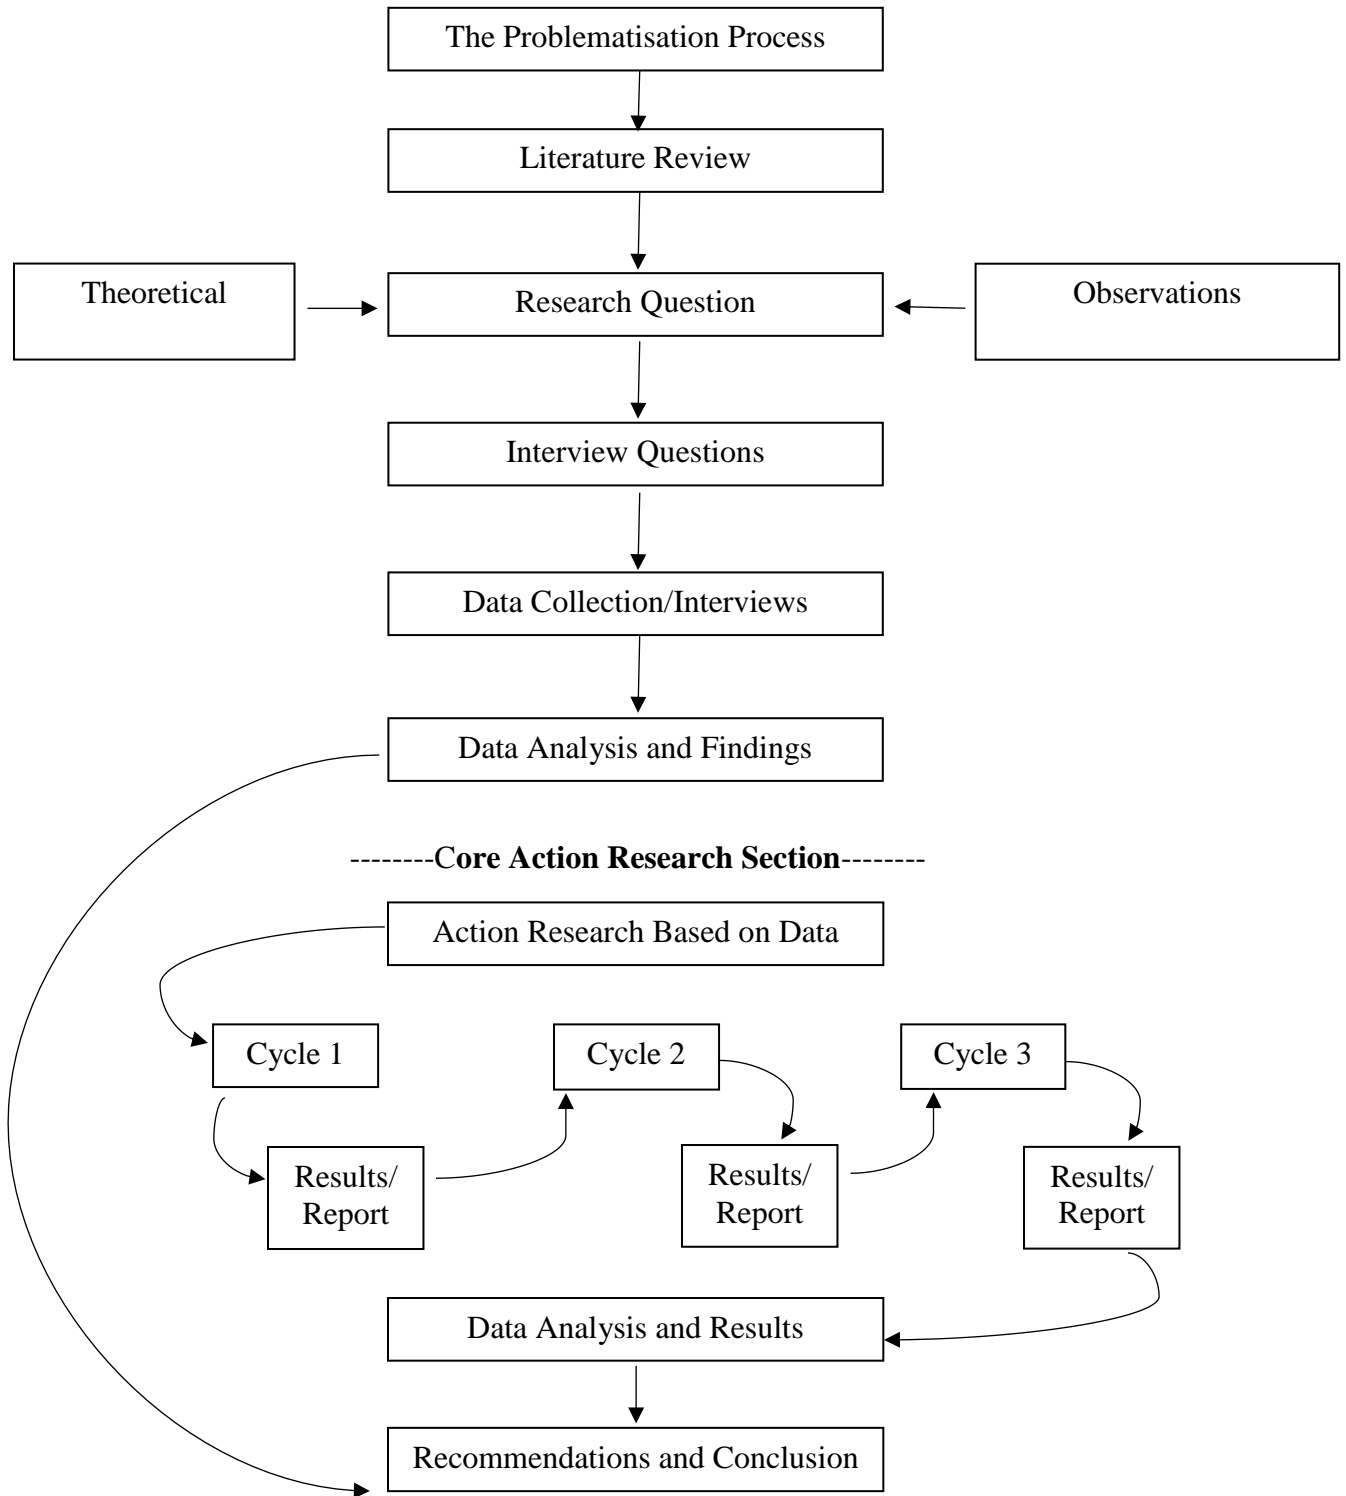 The Problematisation Process
Literature Review
Theoretical
Research Question
Observations
Interview Questions
Data Collection/Interviews
Data Analysis and Findings
--------Core Action Research Section--------
Action Research Based on Data
Cycle 1
Cycle 2
Cycle 3
Results/
Report
Results/
Report
Results/
Report
Data Analysis and Results
Recommendations and Conclusion